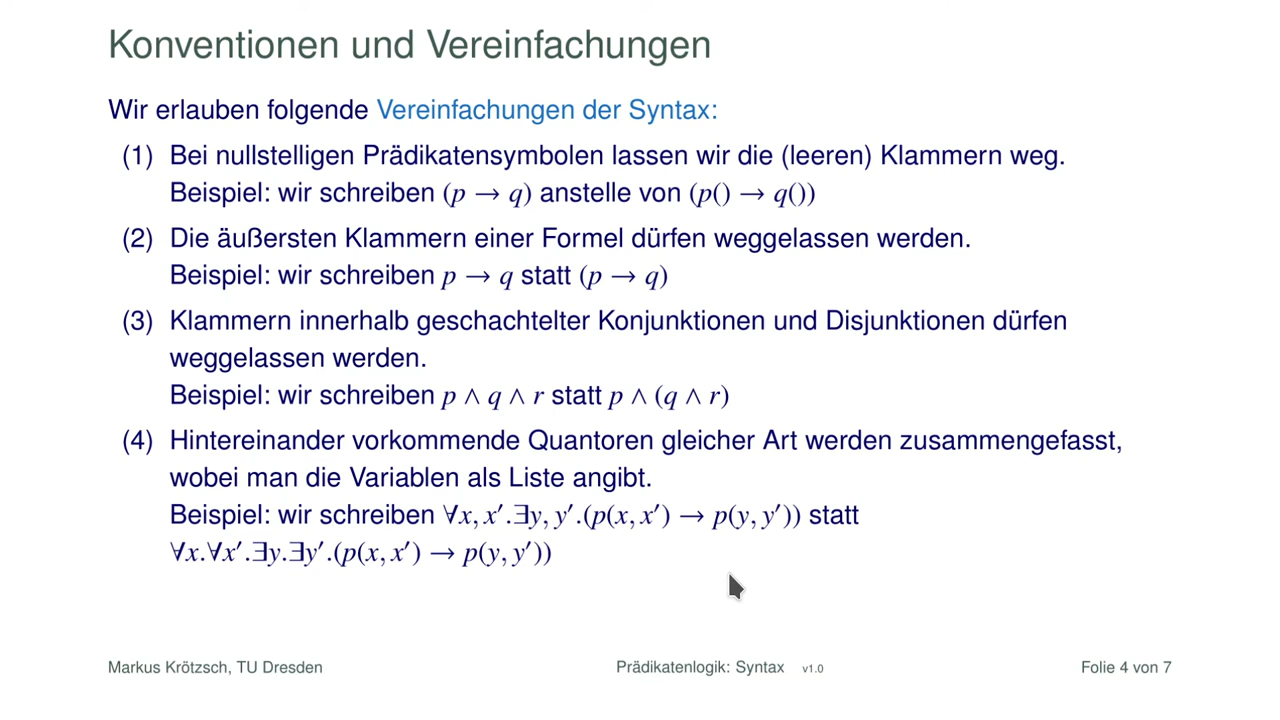 Konventionen und Vereinfachungen
Wir erlauben folgende Vereinfachungen der Syntax:
(1) Bei nullstelligen Prädikatensymbolen lassen wir die (leeren) Klammern weg.
Beispiel: wir schreiben (p → q) anstelle von (p() → q())
(2) Die äußersten Klammern einer Formel dürfen weggelassen werden.
Beispiel: wir schreiben p → q statt (p → q)
(3) Klammern innerhalb geschachtelter Konjunktionen und Disjunktionen dürfen
weggelassen werden.
Beispiel: wir schreiben p ∧ q ∧ r statt p ∧ (q ∧ r)
(4) Hintereinander vorkommende Quantoren gleicher Art werden zusammengefasst,
wobei man die Variablen als Liste angibt.
Beispiel: wir schreiben ∀x, x′.∃y, y′.(p(x, x′) → p(y, y′)) statt
∀x.∀x′.∃y.∃y′.(p(x, x′) → p(y, y′))
Markus Krötzsch, TU Dresden Prädikatenlogik: Syntax v1.0 Folie 4 von 7